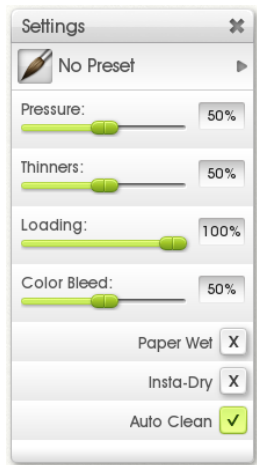 Settings
No Preset
Pressure: 50%
Thinners: 50%
Loading: 100%
Color Bleed: 50%
Paper Wet X
Insta-Dry X
Auto Clean ✓